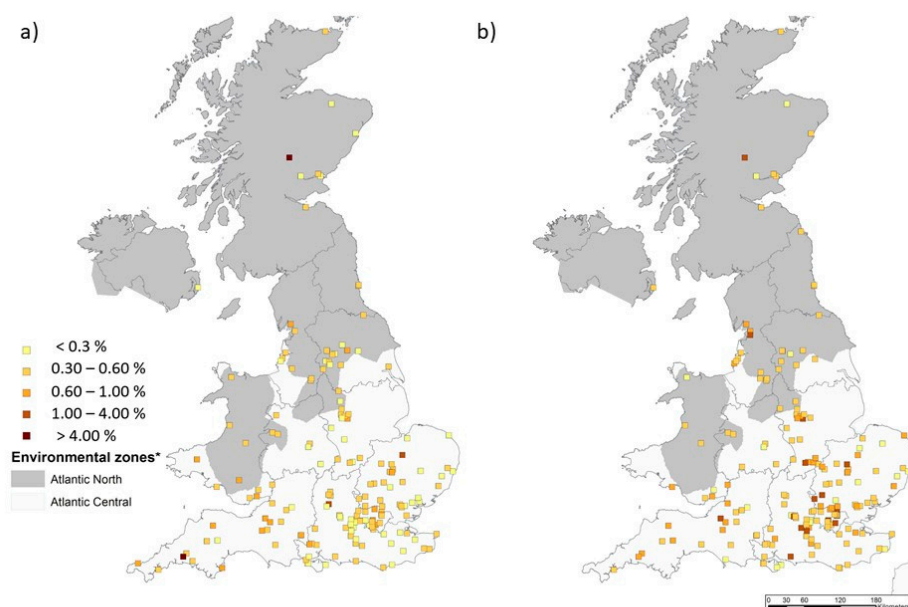 a)
b)
< 0.3 %
0.30 – 0.60 %
0.60 – 1.00 %
1.00 – 4.00 %
> 4.00 %
Environmental zones*
Atlantic North
Atlantic Central
0 30 60 120 180
Kilometers